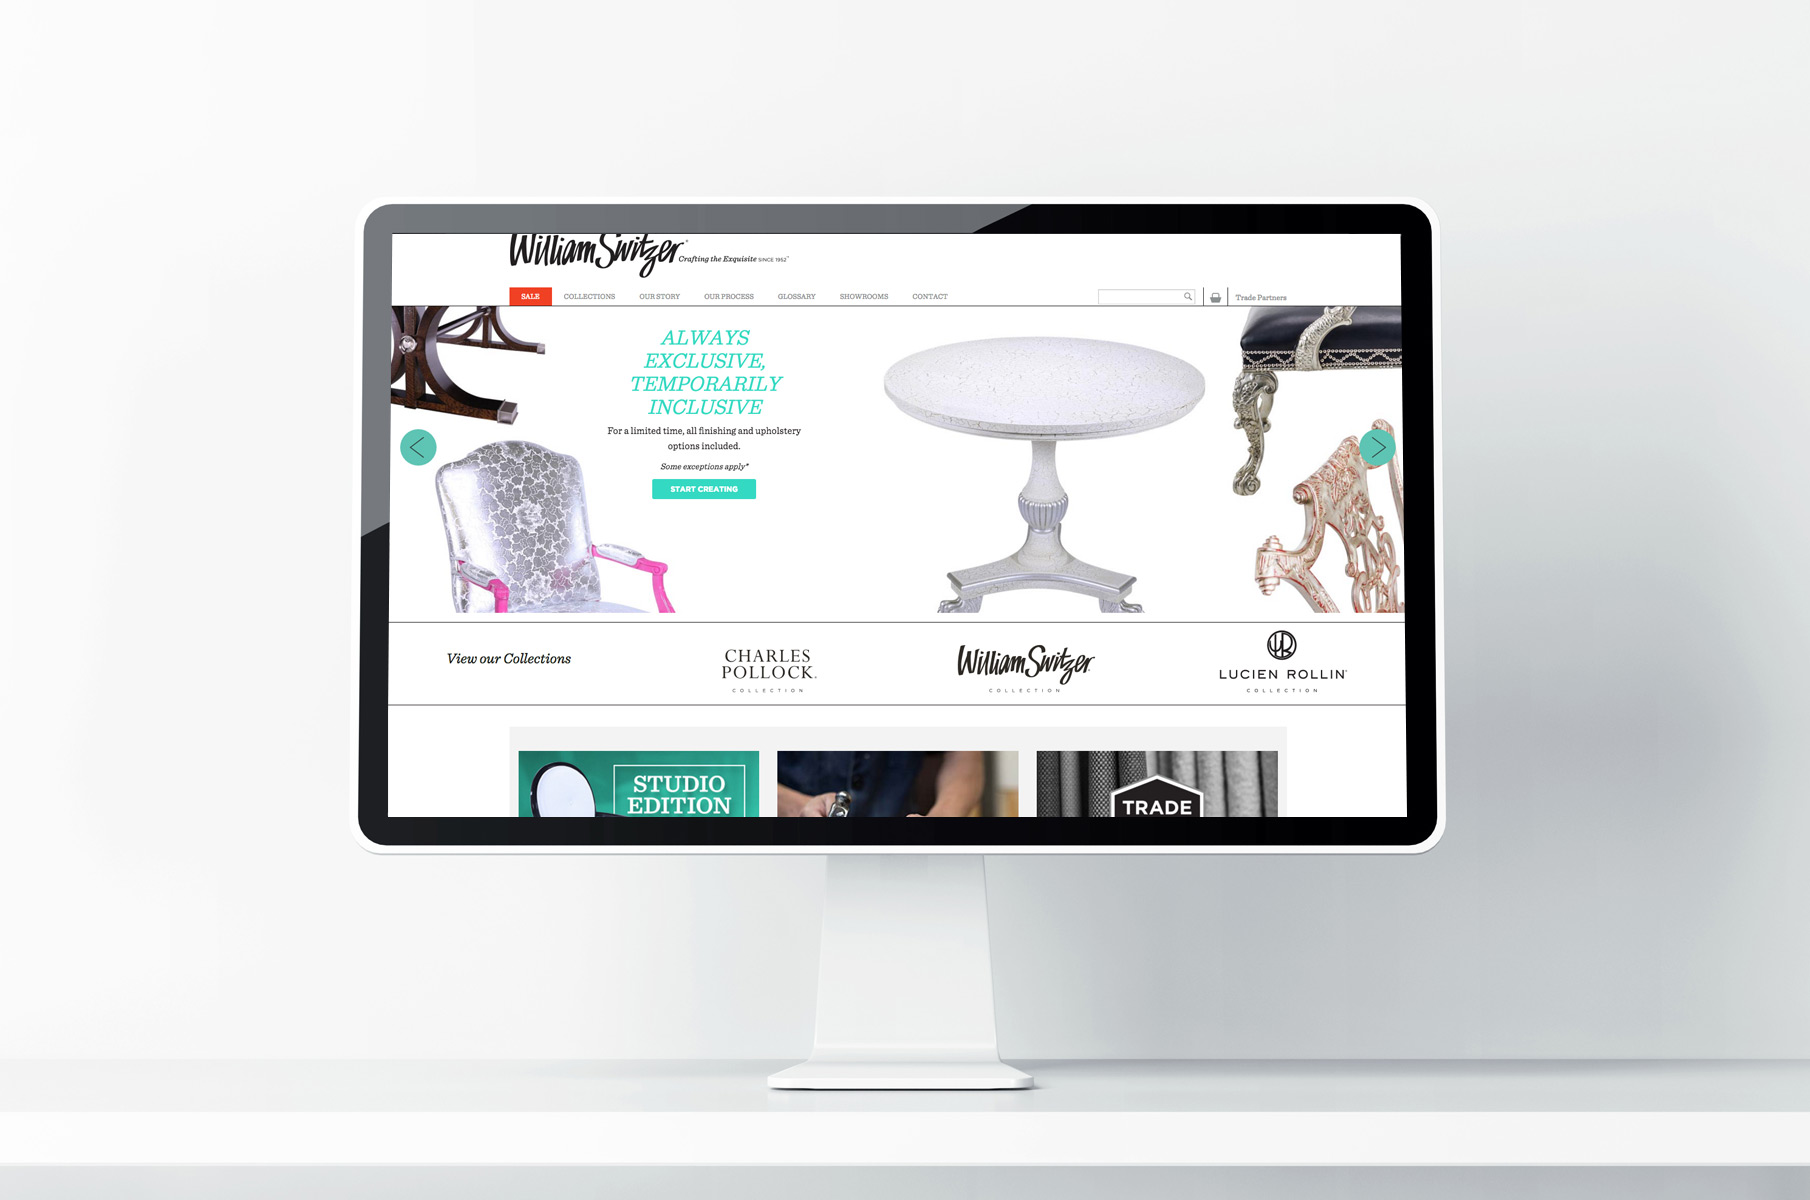 William Switzer®
Crafting the Exquisite SINCE 1952™
SALE
COLLECTIONS
OUR STORY
OUR PROCESS
GLOSSARY
SHOWROOMS
CONTACT
Trade Partners
ALWAYS
EXCLUSIVE,
TEMPORARILY
INCLUSIVE
For a limited time, all finishing and upholstery
options included.
Some exceptions apply*
START CREATING
View our Collections
CHARLES
POLLOCK.
COLLECTION
William Switzer
COLLECTION
LUCIEN ROLLIN
COLLECTION
STUDIO
EDITION
TRADE